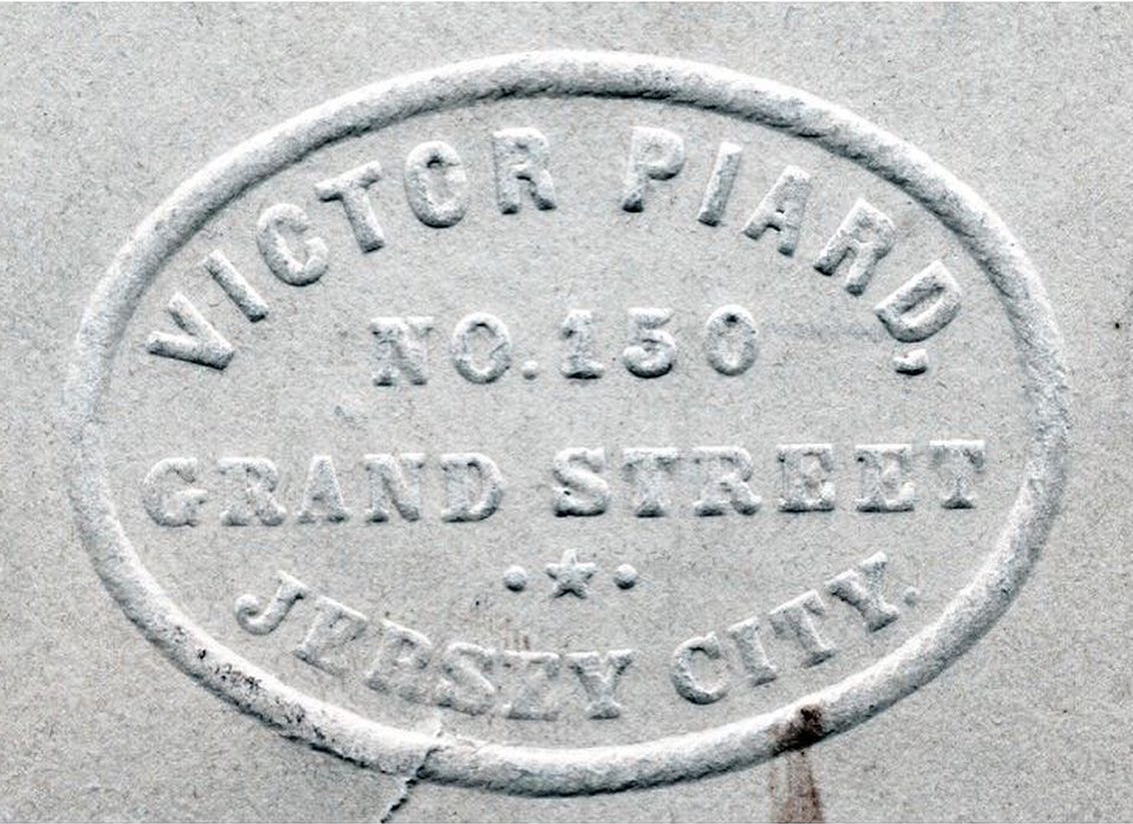 VICTOR PIARD,
NO. 150
GRAND STREET
JERSEY CITY.